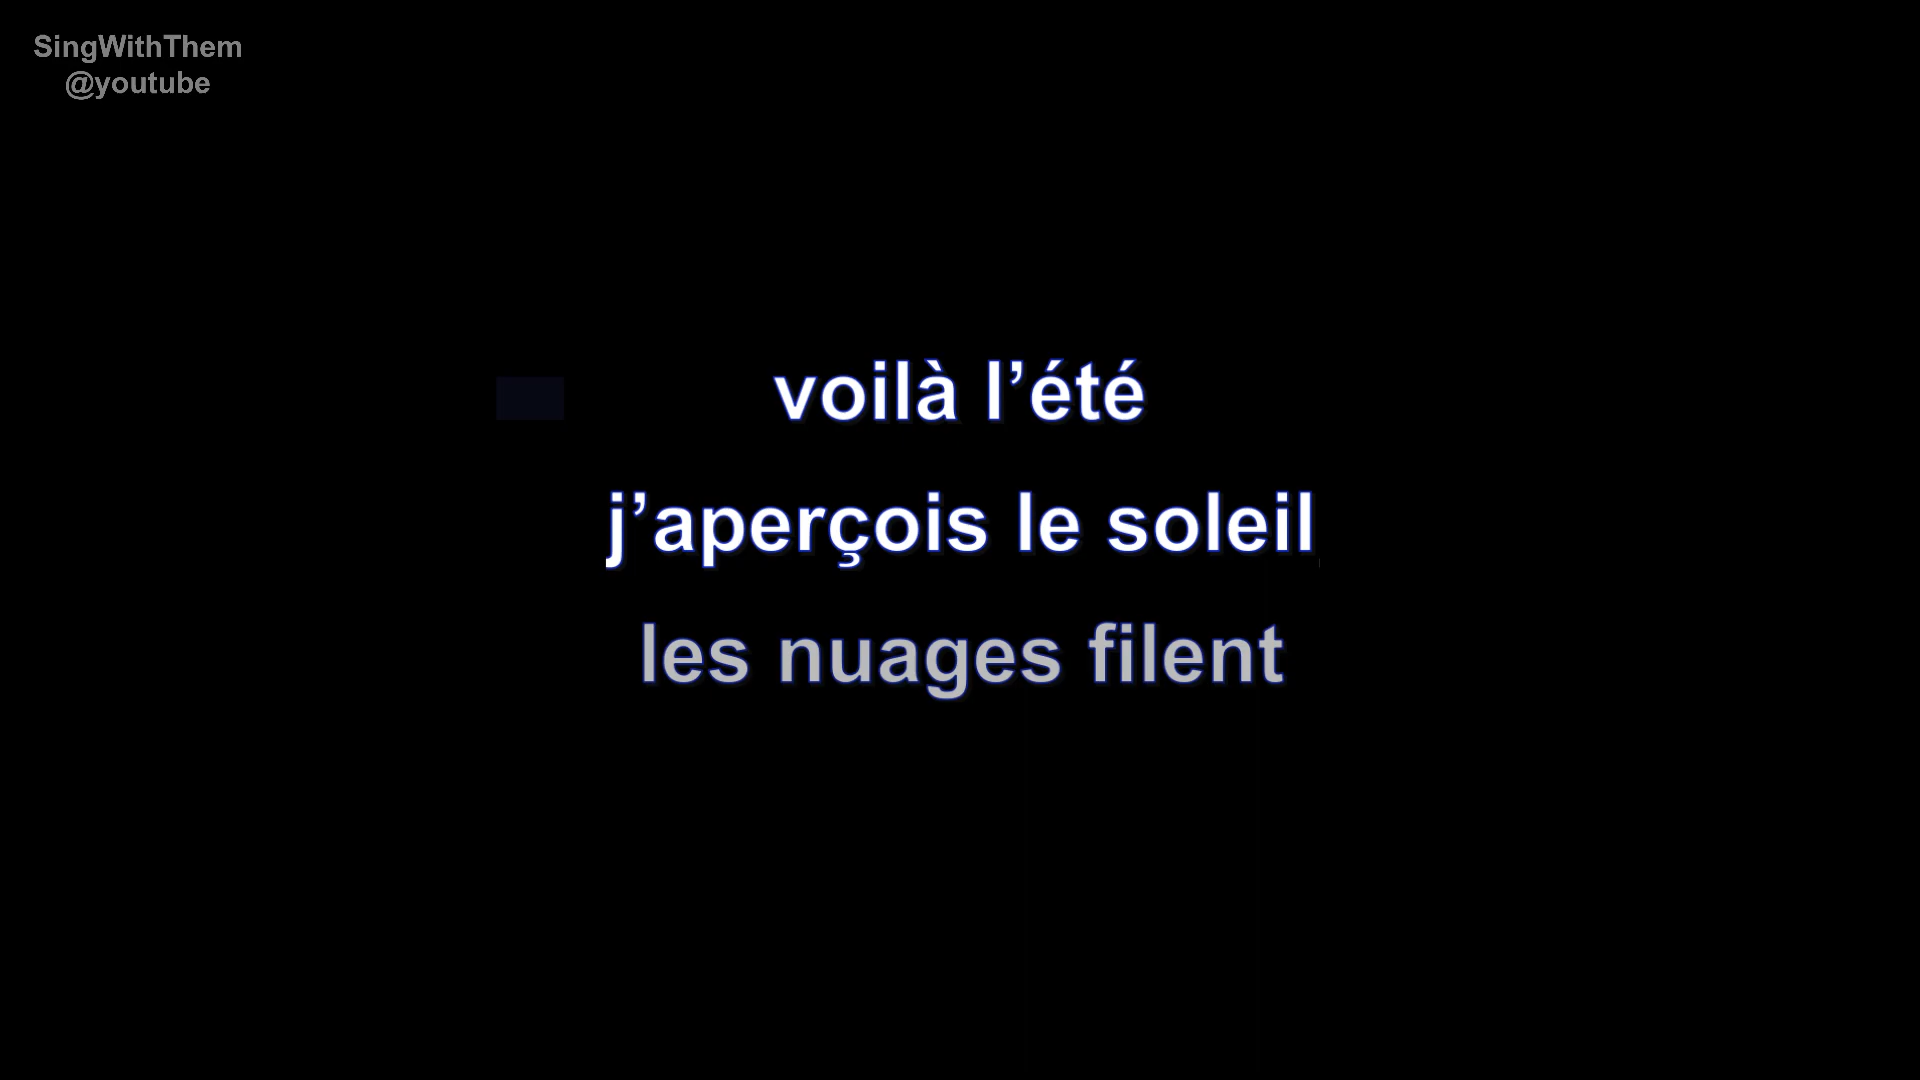 SingWithThem
@youtube
voilà l’été
j’aperçois le soleil
les nuages filent